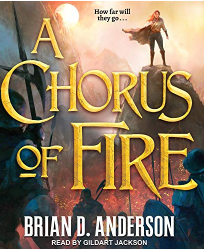 How far will
they go . . .
A
CHORUS
OF FIRE
BRIAN D. ANDERSON
READ BY GILDART JACKSON